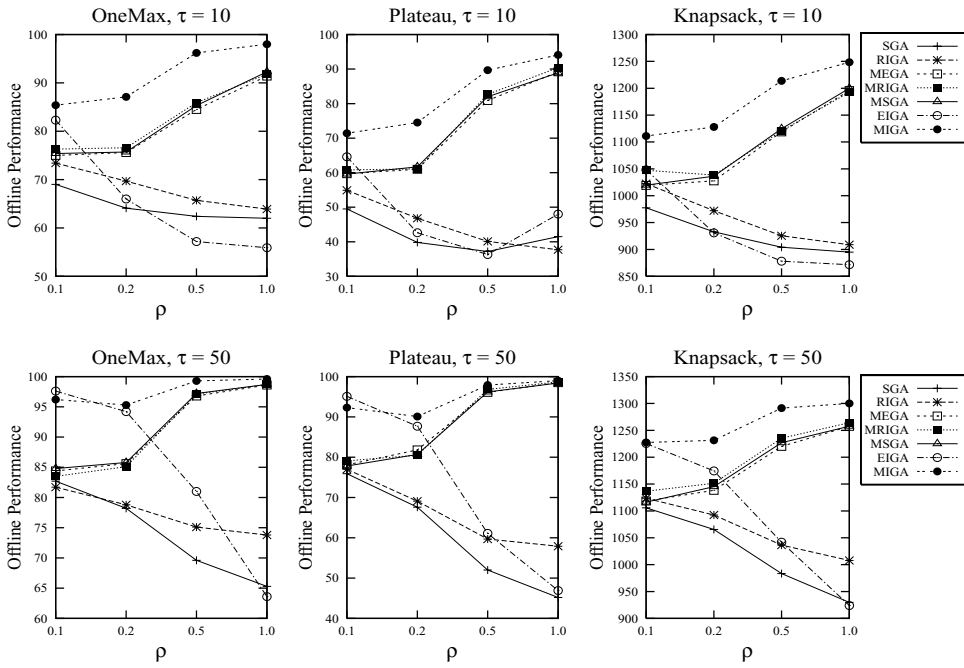 OneMax, τ = 10
Offline Performance
100
90
80
70
60
50
0.1
0.2
0.5
1.0
ρ
Plateau, τ = 10
Offline Performance
100
90
80
70
60
50
40
30
0.1
0.2
0.5
1.0
ρ
Knapsack, τ = 10
Offline Performance
1300
1250
1200
1150
1100
1050
1000
950
900
850
0.1
0.2
0.5
1.0
ρ
SGA
RIGA
MEGA
MRIGA
MSGA
EIGA
MIGA
OneMax, τ = 50
Offline Performance
100
95
90
85
80
75
70
65
60
0.1
0.2
0.5
1.0
ρ
Plateau, τ = 50
Offline Performance
100
90
80
70
60
50
40
0.1
0.2
0.5
1.0
ρ
Knapsack, τ = 50
Offline Performance
1350
1300
1250
1200
1150
1100
1050
1000
950
900
0.1
0.2
0.5
1.0
ρ
SGA
RIGA
MEGA
MRIGA
MSGA
EIGA
MIGA